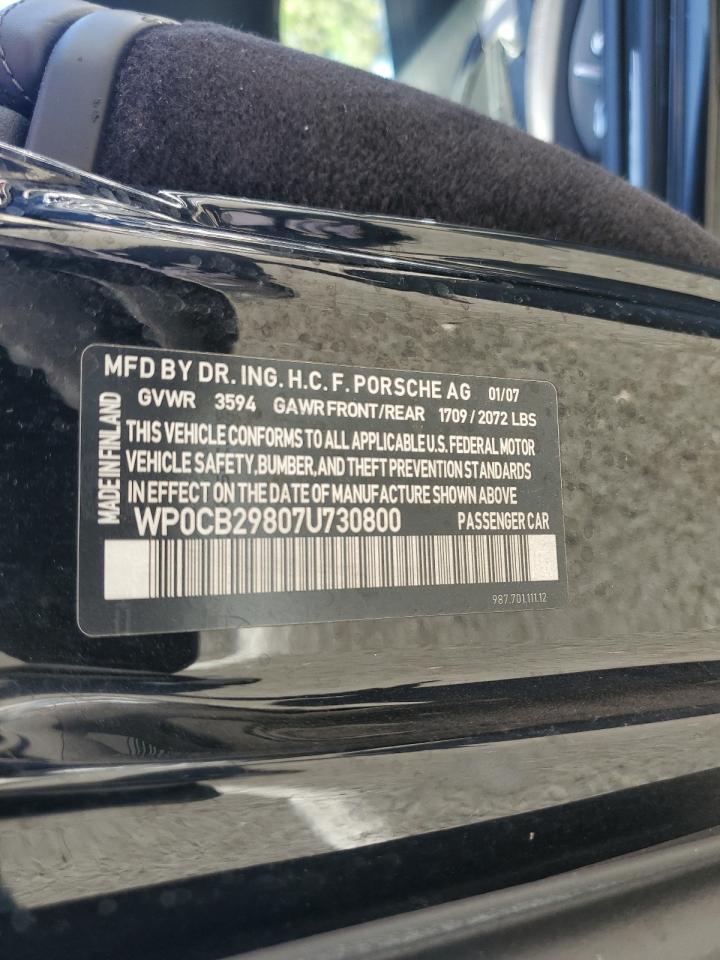 MFD BY DR. ING. H.C. F. PORSCHE AG 01/07
GVWR 3594 GAWR FRONT/REAR 1709 / 2072 LBS
THIS VEHICLE CONFORMS TO ALL APPLICABLE U.S. FEDERAL MOTOR
VEHICLE SAFETY, BUMBER, AND THEFT PREVENTION STANDARDS
IN EFFECT ON THE DATE OF MANUFACTURE SHOWN ABOVE
WP0CB29807U730800 PASSENGER CAR
987.701.111.12
MADE IN FINLAND